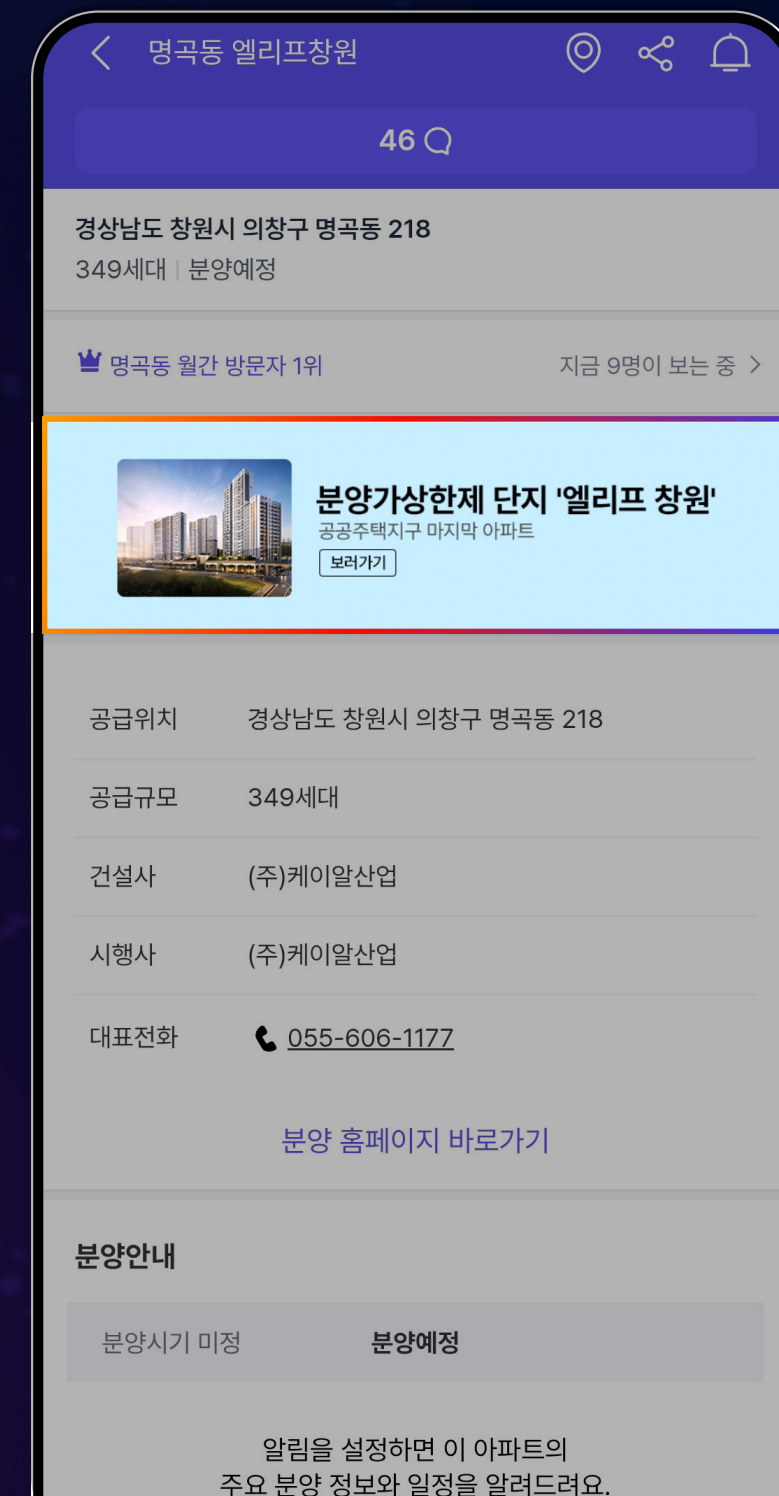 명곡동 엘리프창원
46
경상남도 창원시 의창구 명곡동 218
349세대 | 분양예정
명곡동 월간 방문자 1위
지금 9명이 보는 중 >
분양가상한제 단지 '엘리프 창원'
공공주택지구 마지막 아파트
보러가기
공급위치 경상남도 창원시 의창구 명곡동 218
공급규모 349세대
건설사 (주)케이알산업
시행사 (주)케이알산업
대표전화 055-606-1177
분양 홈페이지 바로가기
분양안내
분양시기 미정 분양예정
알림을 설정하면 이 아파트의
주요 분양 정보와 일정을 알려드려요.